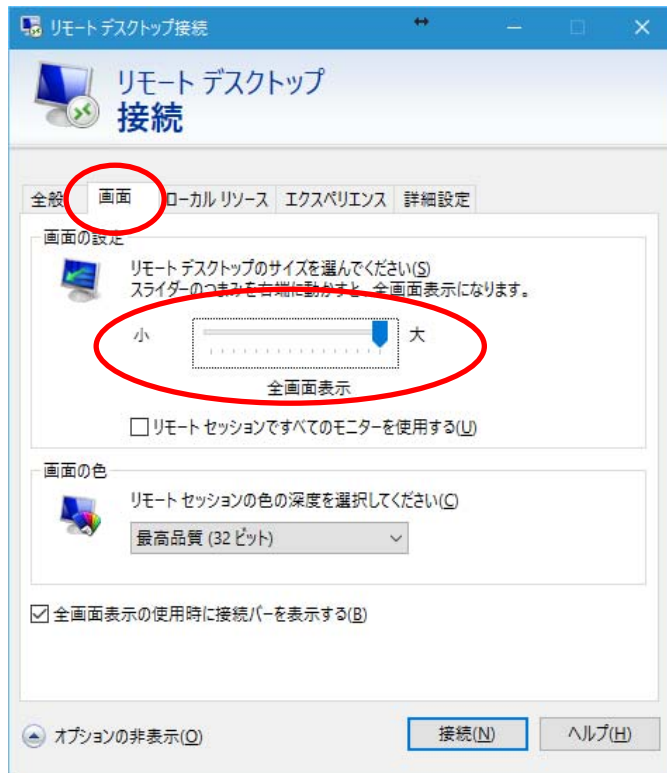 リモート デスクトップ接続
リモート デスクトップ
接続
全般
画面
ローカル リソース
エクスペリエンス
詳細設定
画面の設定
リモート デスクトップのサイズを選んでください(S)
スライダーのつまみを右端に動かすと、全画面表示になります。
小
大
全画面表示
リモート セッションですべてのモニターを使用する(U)
画面の色
リモート セッションの色の深度を選択してください(C)
最高品質 (32 ビット)
全画面表示の使用時に接続バーを表示する(B)
オプションの非表示(O)
接続(N)
ヘルプ(H)